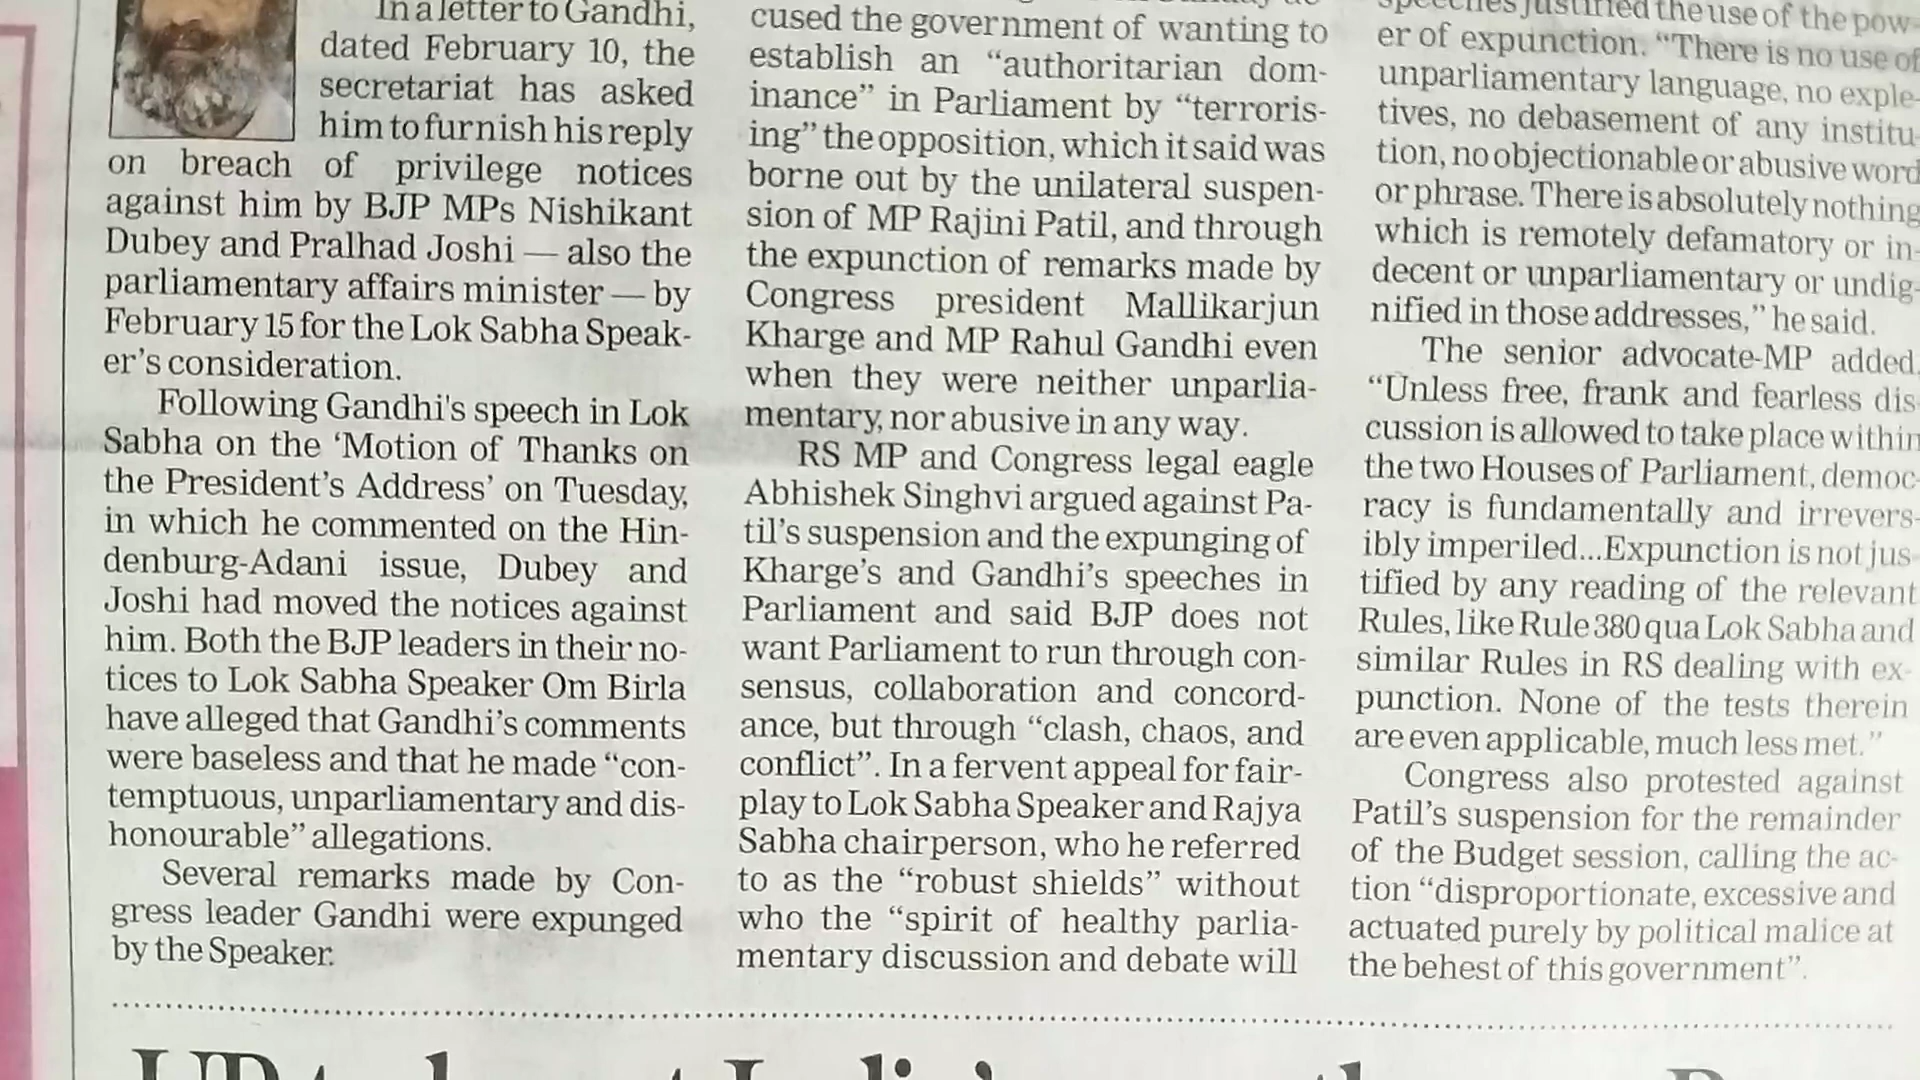 In a letter to Gandhi,
dated February 10, the
secretariat has asked
him to furnish his reply
on breach of privilege notices
against him by BJP MPs Nishikant
Dubey and Pralhad Joshi — also the
parliamentary affairs minister — by
February 15 for the Lok Sabha Speak-
er's consideration.
Following Gandhi's speech in Lok
Sabha on the ‘Motion of Thanks on
the President's Address’ on Tuesday,
in which he commented on the Hin-
denburg-Adani issue, Dubey and
Joshi had moved the notices against
him. Both the BJP leaders in their no-
tices to Lok Sabha Speaker Om Birla
have alleged that Gandhi's comments
were baseless and that he made “con-
temptuous, unparliamentary and dis-
honourable” allegations.
Several remarks made by Con-
gress leader Gandhi were expunged
by the Speaker.
cused the government of wanting to
establish an “authoritarian dom-
inance” in Parliament by “terroris-
ing” the opposition, which it said was
borne out by the unilateral suspen-
sion of MP Rajini Patil, and through
the expunction of remarks made by
Congress president Mallikarjun
Kharge and MP Rahul Gandhi even
when they were neither unparlia-
mentary, nor abusive in any way.
RS MP and Congress legal eagle
Abhishek Singhvi argued against Pa-
til's suspension and the expunging of
Kharge's and Gandhi's speeches in
Parliament and said BJP does not
want Parliament to run through con-
sensus, collaboration and concord-
ance, but through “clash, chaos, and
conflict”. In a fervent appeal for fair-
play to Lok Sabha Speaker and Rajya
Sabha chairperson, who he referred
to as the “robust shields” without
who the “spirit of healthy parlia-
mentary discussion and debate will
speeches justified the use of the pow-
er of expunction. “There is no use of
unparliamentary language, no exple-
tives, no debasement of any institu-
tion, no objectionable or abusive word
or phrase. There is absolutely nothing
which is remotely defamatory or in-
decent or unparliamentary or undig-
nified in those addresses,” he said.
The senior advocate-MP added,
“Unless free, frank and fearless dis-
cussion is allowed to take place within
the two Houses of Parliament, democ-
racy is fundamentally and irrevers-
ibly imperiled...Expunction is not jus-
tified by any reading of the relevant
Rules, like Rule 380 qua Lok Sabha and
similar Rules in RS dealing with ex-
punction. None of the tests therein
are even applicable, much less met.”
Congress also protested against
Patil's suspension for the remainder
of the Budget session, calling the ac-
tion “disproportionate, excessive and
actuated purely by political malice at
the behest of this government”.